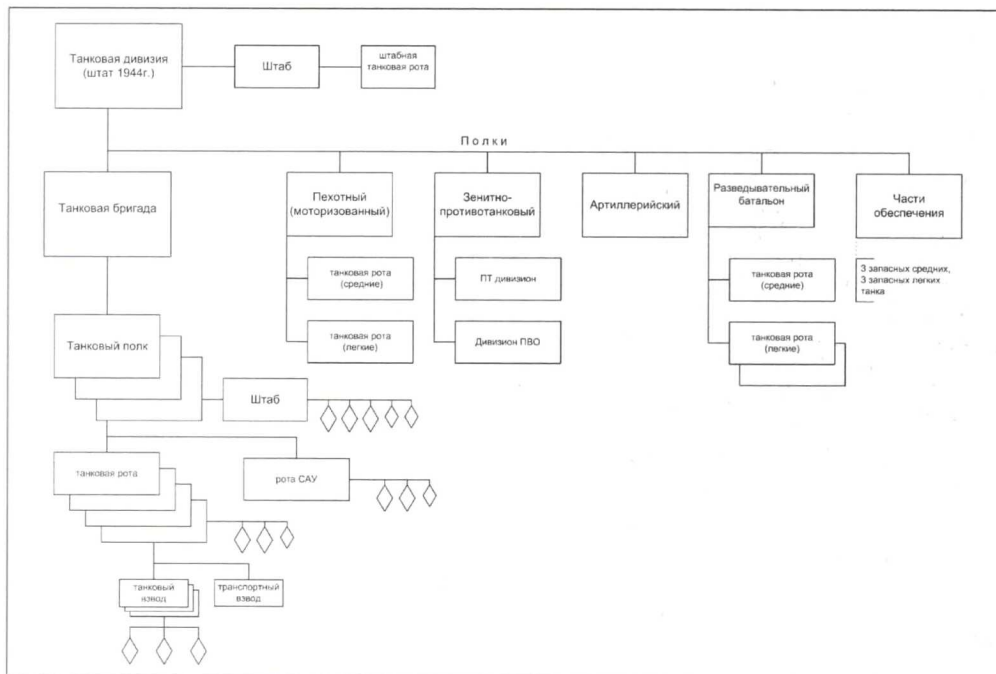 Танковая дивизия
(штат 1944г.)
Штаб
штабная
танковая рота
Полки
Танковая бригада
Пехотный
(моторизованный)
Зенитно-
противотанковый
Артиллерийский
Разведывательный
батальон
Части
обеспечения
танковая рота
(средние)
ПТ дивизион
танковая рота
(средние)
3 запасных средних,
3 запасных легких
танка
Танковый полк
танковая рота
(легкие)
Дивизион ПВО
танковая рота
(легкие)
Штаб
танковая рота
рота САУ
танковый
взвод
транспортный
взвод